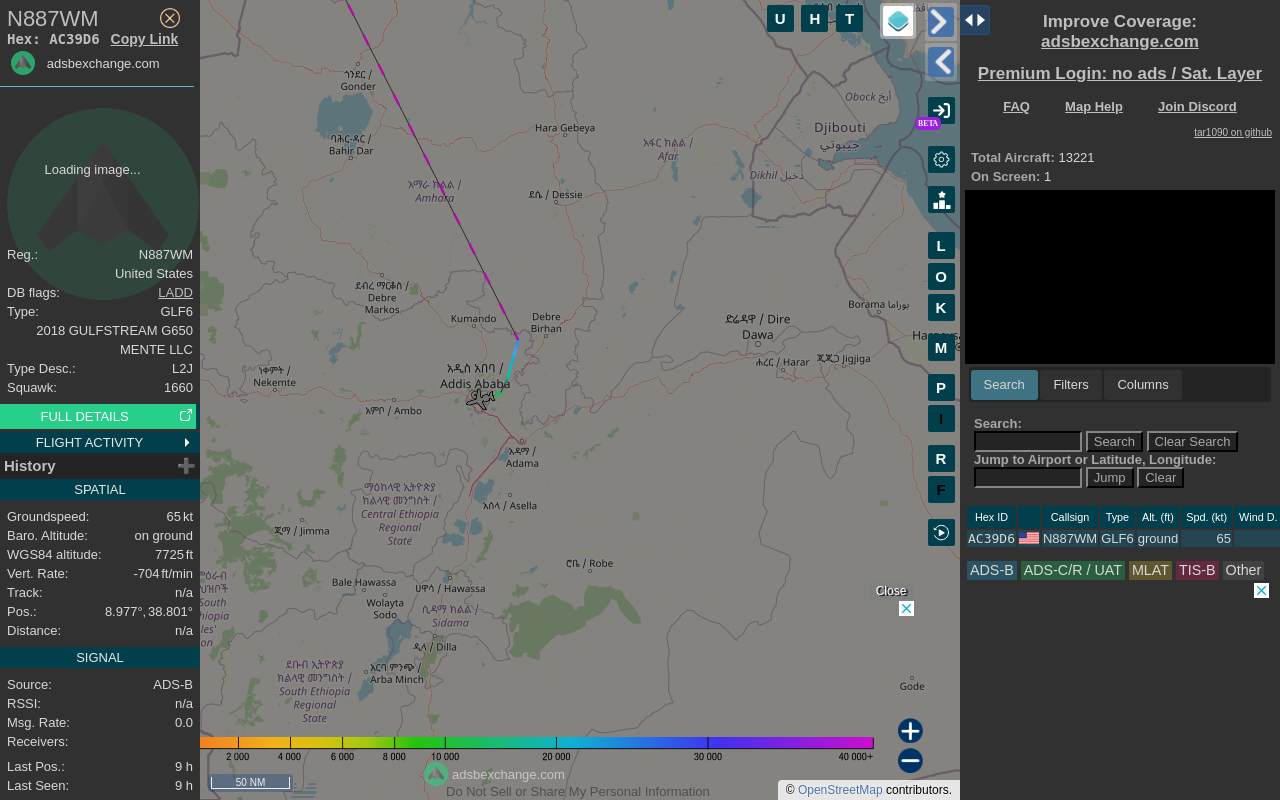 N887WM
Hex: AC39D6 Copy Link
adsbexchange.com
Loading image...
Reg.: N887WM
United States
DB flags: LADD
Type: GLF6
2018 GULFSTREAM G650
MENTE LLC
Type Desc.: L2J
Squawk: 1660
FULL DETAILS
FLIGHT ACTIVITY
History
SPATIAL
Groundspeed: 65 kt
Baro. Altitude: on ground
WGS84 altitude: 7725 ft
Vert. Rate: -704 ft/min
Track: n/a
Pos.: 8.977°, 38.801°
Distance: n/a
SIGNAL
Source: ADS-B
RSSI: n/a
Msg. Rate: 0.0
Receivers:
Last Pos.: 9 h
Last Seen: 9 h
ጎንደር /
Gonder
ባሕር-ዳር /
Bahir Dar
Hara Gebeya
አማራ ክልል /
Amhara
ደሴ / Dessie
አፋር ክልል /
Afar
Obock أبخ
Djibouti
جيبوتي
Dikhil دخيل
ደብረ ማርቆስ /
Debre
Markos
Kumando
Debre
Birhan
Borama بوراما
ድሬዳዋ / Dire
Dawa
ሐረር / Harar
ጂጂጋ Jigjiga
ነቀምት /
Nekemte
አዲስ አበባ /
Addis Ababa
አምቦ / Ambo
አዳማ /
Adama
ማዕከላዊ ኢትዮጵያ
ክልላዊ መንግስት /
Central Ethiopia
Regional
State
አሰላ / Asella
ጂማ / Jimma
ሮቤ / Robe
Bale Hawassa
ሀዋሳ / Hawassa
Wolayta
Sodo
ሲዳማ ክልል /
Sidama
ዲላ / Dilla
አርባ ምንጭ /
Arba Minch
ደቡብ ኢትዮጵያ
ክልላዊ መንግስት /
South Ethiopia
Regional
State
Gode
U H T
BETA
L
O
K
M
P
I
R
F
Close
2 000 4 000 6 000 8 000 10 000 20 000 30 000 40 000+
50 NM
adsbexchange.com
Do Not Sell or Share My Personal Information
© OpenStreetMap contributors.
Improve Coverage:
adsbexchange.com
Premium Login: no ads / Sat. Layer
FAQ Map Help Join Discord
tar1090 on github
Total Aircraft: 13221
On Screen: 1
Search Filters Columns
Search:
Search Clear Search
Jump to Airport or Latitude, Longitude:
Jump Clear
Hex ID Callsign Type Alt. (ft) Spd. (kt) Wind D.
AC39D6 N887WM GLF6 ground 65
ADS-B ADS-C/R / UAT MLAT TIS-B Other